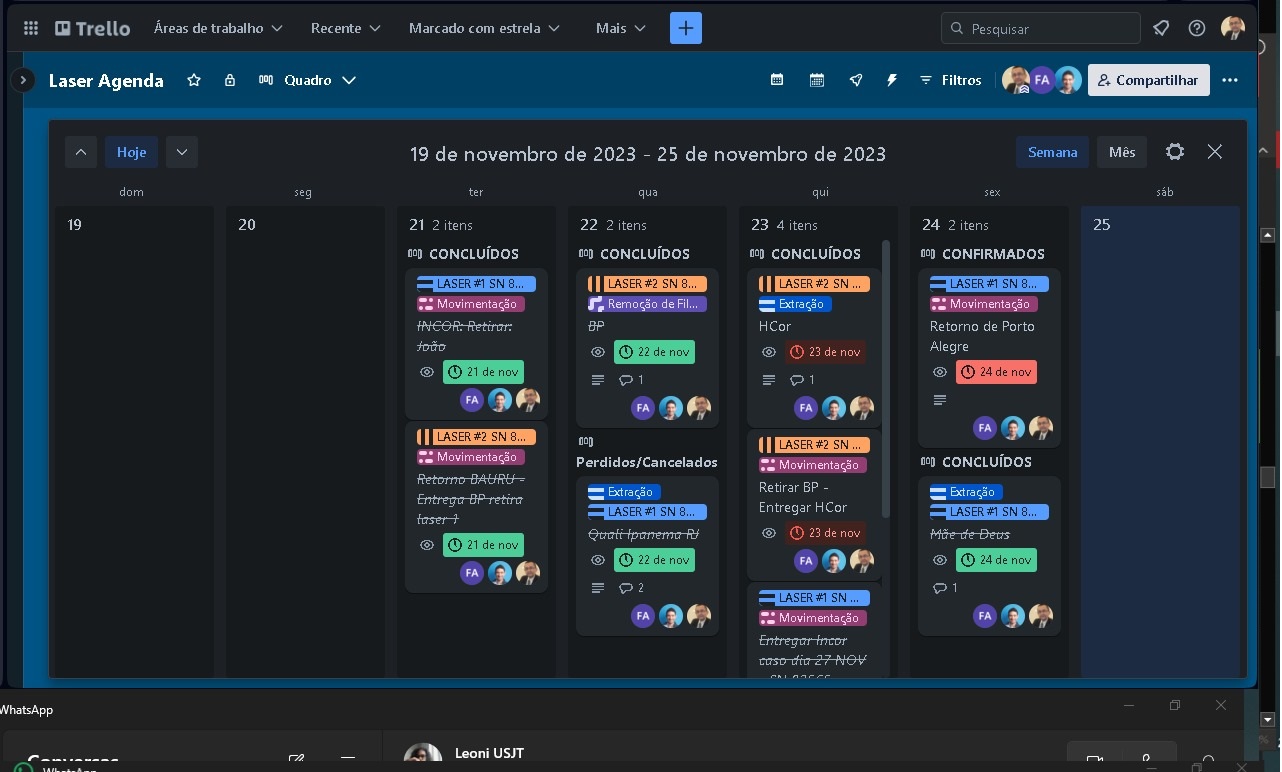 Trello
Áreas de trabalho
Recente
Marcado com estrela
Mais
Pesquisar
Laser Agenda
Quadro
Filtros
FA
Compartilhar
Hoje
19 de novembro de 2023 - 25 de novembro de 2023
Semana
Mês
dom
seg
ter
qua
qui
sex
sáb
19
20
21 2 itens
CONCLUÍDOS
LASER #1 SN 8...
Movimentação
INCOR: Retirar:
João
21 de nov
FA
LASER #2 SN 8...
Movimentação
Retorno BAURU -
Entrega BP retira
laser 1
21 de nov
FA
22 2 itens
CONCLUÍDOS
LASER #2 SN 8...
Remoção de Fil...
BP
22 de nov
1
FA
Perdidos/Cancelados
Extração
LASER #1 SN 8...
Quali Ipanema RJ
22 de nov
2
FA
23 4 itens
CONCLUÍDOS
LASER #2 SN ...
Extração
HCor
23 de nov
1
FA
LASER #2 SN ...
Movimentação
Retirar BP -
Entregar HCor
23 de nov
FA
LASER #1 SN ...
Movimentação
Entregar Incor
caso dia 27 NOV
24 2 itens
CONFIRMADOS
LASER #1 SN 8...
Movimentação
Retorno de Porto
Alegre
24 de nov
FA
CONCLUÍDOS
Extração
LASER #1 SN 8...
Mãe de Deus
24 de nov
1
FA
25
WhatsApp
Conversas
Leoni USJT
WhatsApp